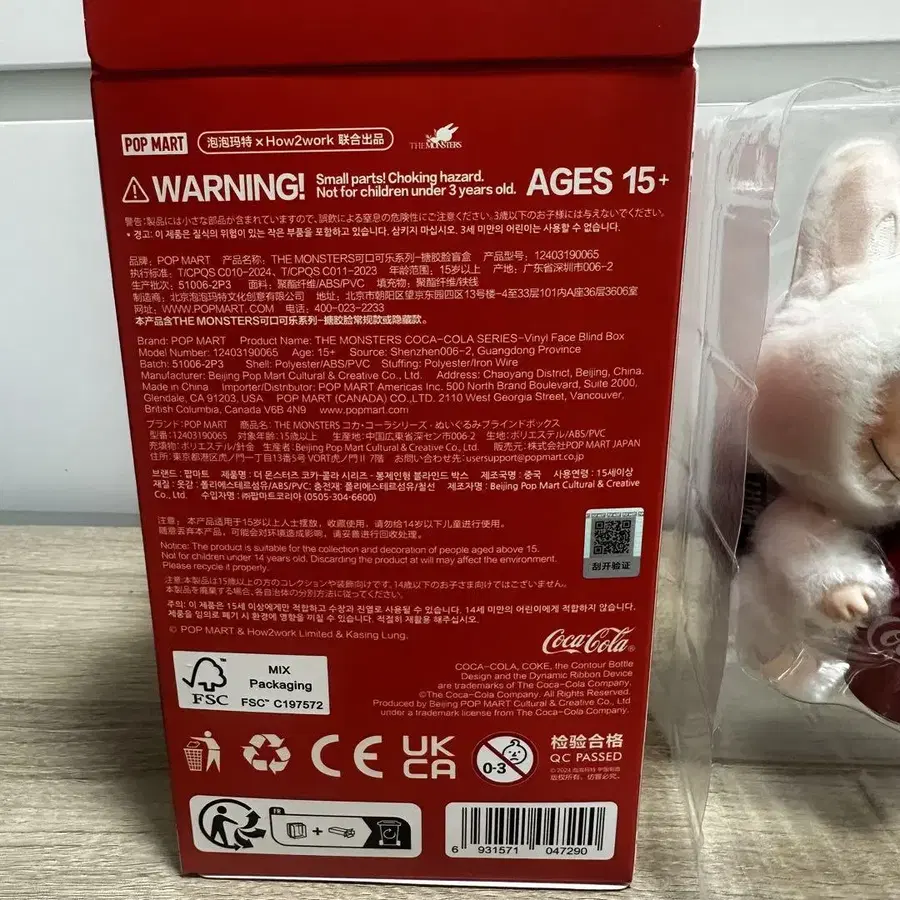 POP MART 泡泡玛特×How2work 联合出品 THE MONSTERS
WARNING! Small parts! Choking hazard.
Not for children under 3 years old. AGES 15+
警告:製品には小さな部品が含まれていますので、誤飲による窒息の危険性にご注意ください。3歳以下のお子様には与えないでください。
• 경고: 이 제품은 질식의 위험이 있는 작은 부품을 포함하고 있습니다. 삼키지 마십시오. 3세 미만의 어린이는 사용할 수 없습니다.
品牌: POP MART 产品名称: THE MONSTERS可口可乐系列-搪胶脸盲盒 产品型号: 12403190065
执行标准: T/CPQS C010-2024、T/CPQS C011-2023 年龄范围: 15岁以上 产地: 广东省深圳市006-2
生产批次: 51006-2P3 面料: 聚酯纤维/ABS/PVC 填充物: 聚酯纤维/铁线
制造商: 北京泡泡玛特文化创意有限公司 地址: 北京市朝阳区望京东园四区13号楼-4至33层101内A座36层3606室
网址: WWW.POPMART.COM 电话: 400-023-2233
本产品含THE MONSTERS可口可乐系列-搪胶脸常规款或隐藏款。
Brand: POP MART Product Name: THE MONSTERS COCA-COLA SERIES-Vinyl Face Blind Box
Model Number: 12403190065 Age: 15+ Source: Shenzhen006-2, Guangdong Province
Batch: 51006-2P3 Shell: Polyester/ABS/PVC Stuffing: Polyester/Iron Wire
Manufacturer: Beijing Pop Mart Cultural & Creative Co., Ltd. Address: Chaoyang District, Beijing, China.
Made in China Importer/Distributor: POP MART Americas Inc. 500 North Brand Boulevard, Suite 2000,
Glendale, CA 91203, USA POP MART (CANADA) CO.,LTD. 2110 West Georgia Street, Vancouver,
British Columbia, Canada V6B 4N9 www.popmart.com
ブランド: POP MART 商品名: THE MONSTERS コカ・コーラシリーズ - ぬいぐるみブラインドボックス
型番:12403190065 対象年齢:15歳以上 生産地:中国広東省深セン市006-2 生地:ポリエステル/ABS/PVC
充填物:ポリエステル/針金 生産者:Beijing Pop Mart Cultural & Creative Co., Ltd. 販売元:株式会社POP MART JAPAN
住所:東京都港区虎ノ門一丁目13番5号VORT虎ノ門II 7階 お問い合わせ先:usersupport@popmart.co.jp
브랜드 : 팝마트 제품명 : 더 몬스터즈 코카-콜라 시리즈 - 봉제인형 블라인드 박스 제조국명 : 중국 사용연령 : 15세이상
재질 : 옷감: 폴리에스테르섬유/ABS/PVC; 충전재: 폴리에스테르섬유/철선 제조자명 : Beijing Pop Mart Cultural & Creative
Co., Ltd. 수입자명 : ㈜팝마트코리아 (0505-304-6600)
注意: 本产品适用于15岁以上人士摆放, 收藏使用, 请勿给14岁以下儿童进行使用。
随意丢弃本产品, 可能会对环境造成影响, 请妥善进行回收处理。
Notice: The product is suitable for the collection and decoration of people aged above 15.
Not for children under 14 years old. Discarding the product at will may affect the environment.
Please recycle it properly.
注意:本製品は15歳以上の方のコレクションや装飾向けです。14歳以下のお子さま向けではございません。
本製品を廃棄する場合、各自治体の分別方法に従ってください。
주의: 이 제품은 15세 이상에게만 적합하고 수장과 진열로 사용될 수 있습니다. 14세 미만의 어린이에게 적합하지 않습니다.
제품을 임의로 폐기 시 환경에 영향을 끼칠 수 있습니다. 적절히 재활용 해주십시오.
刮开验证
© POP MART & How2work Limited & Kasing Lung.
Coca-Cola®
COCA-COLA, COKE, the Contour Bottle
Design and the Dynamic Ribbon Device
are trademarks of The Coca-Cola Company.
©The Coca-Cola Company. All Rights Reserved.
Produced by Beijing POP MART Cultural & Creative Co., Ltd
under a trademark license from The Coca-Cola Company.
FSC
MIX
Packaging
FSC™ C197572
CE
UK
CA
0-3
检验合格
QC PASSED
© 2024 泡泡玛特 中国制造
版权所有, 仿冒必究。
FR
+
6 931571 047290